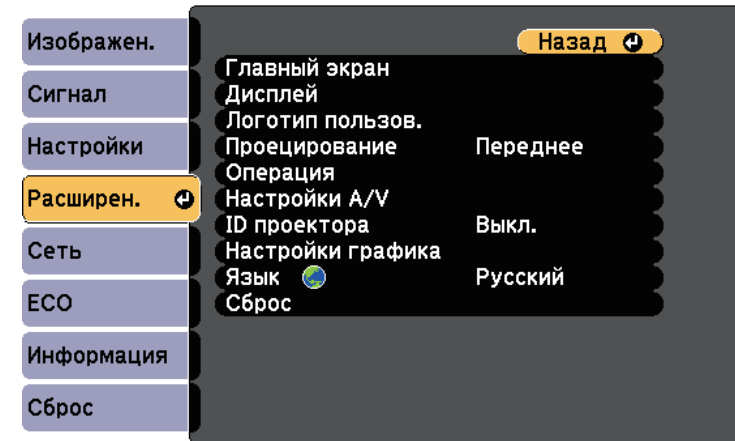 Изображен.
Сигнал
Настройки
Расширен.
Сеть
ECO
Информация
Сброс
Назад
Главный экран
Дисплей
Логотип пользов.
Проецирование Переднее
Операция
Настройки A/V
ID проектора Выкл.
Настройки графика
Язык Русский
Сброс